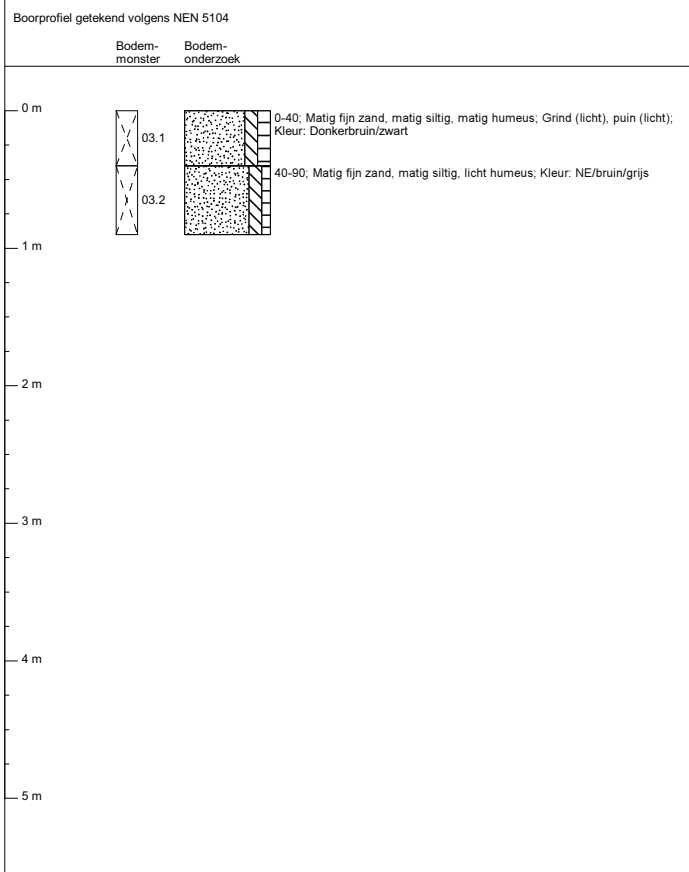 Boorprofiel getekend volgens NEN 5104
Bodem-
monster
Bodem-
onderzoek
0 m
03.1
0-40; Matig fijn zand, matig siltig, matig humeus; Grind (licht), puin (licht);
Kleur: Donkerbruin/zwart
03.2
40-90; Matig fijn zand, matig siltig, licht humeus; Kleur: NE/bruin/grijs
1 m
2 m
3 m
4 m
5 m